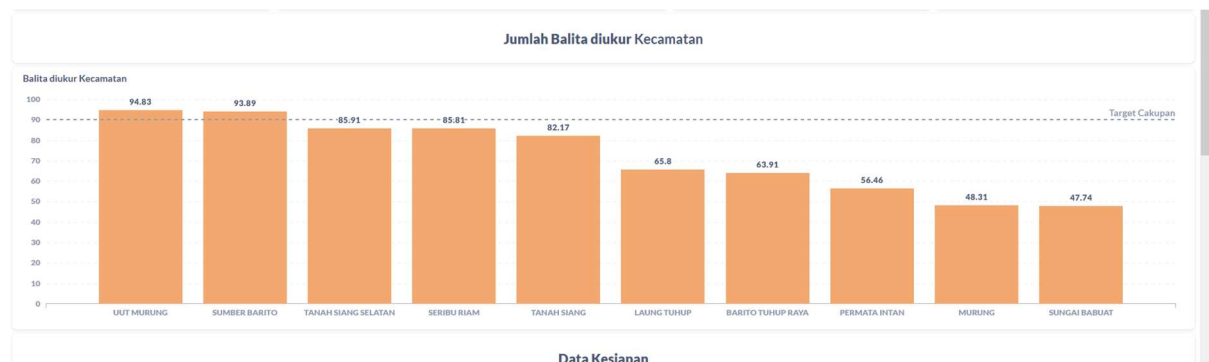 Jumlah Balita diukur Kecamatan
Balita diukur Kecamatan
100
90
80
70
60
50
40
30
20
10
0
Target Cakupan
94.83
93.89
85.91
85.81
82.17
65.8
63.91
56.46
48.31
47.74
UUT MURUNG
SUMBER BARITO
TANAH SIANG SELATAN
SERIBU RIAM
TANAH SIANG
LAUNG TUHUP
BARITO TUHUP RAYA
PERMATA INTAN
MURUNG
SUNGAI BABUAT
Data Kesiapan